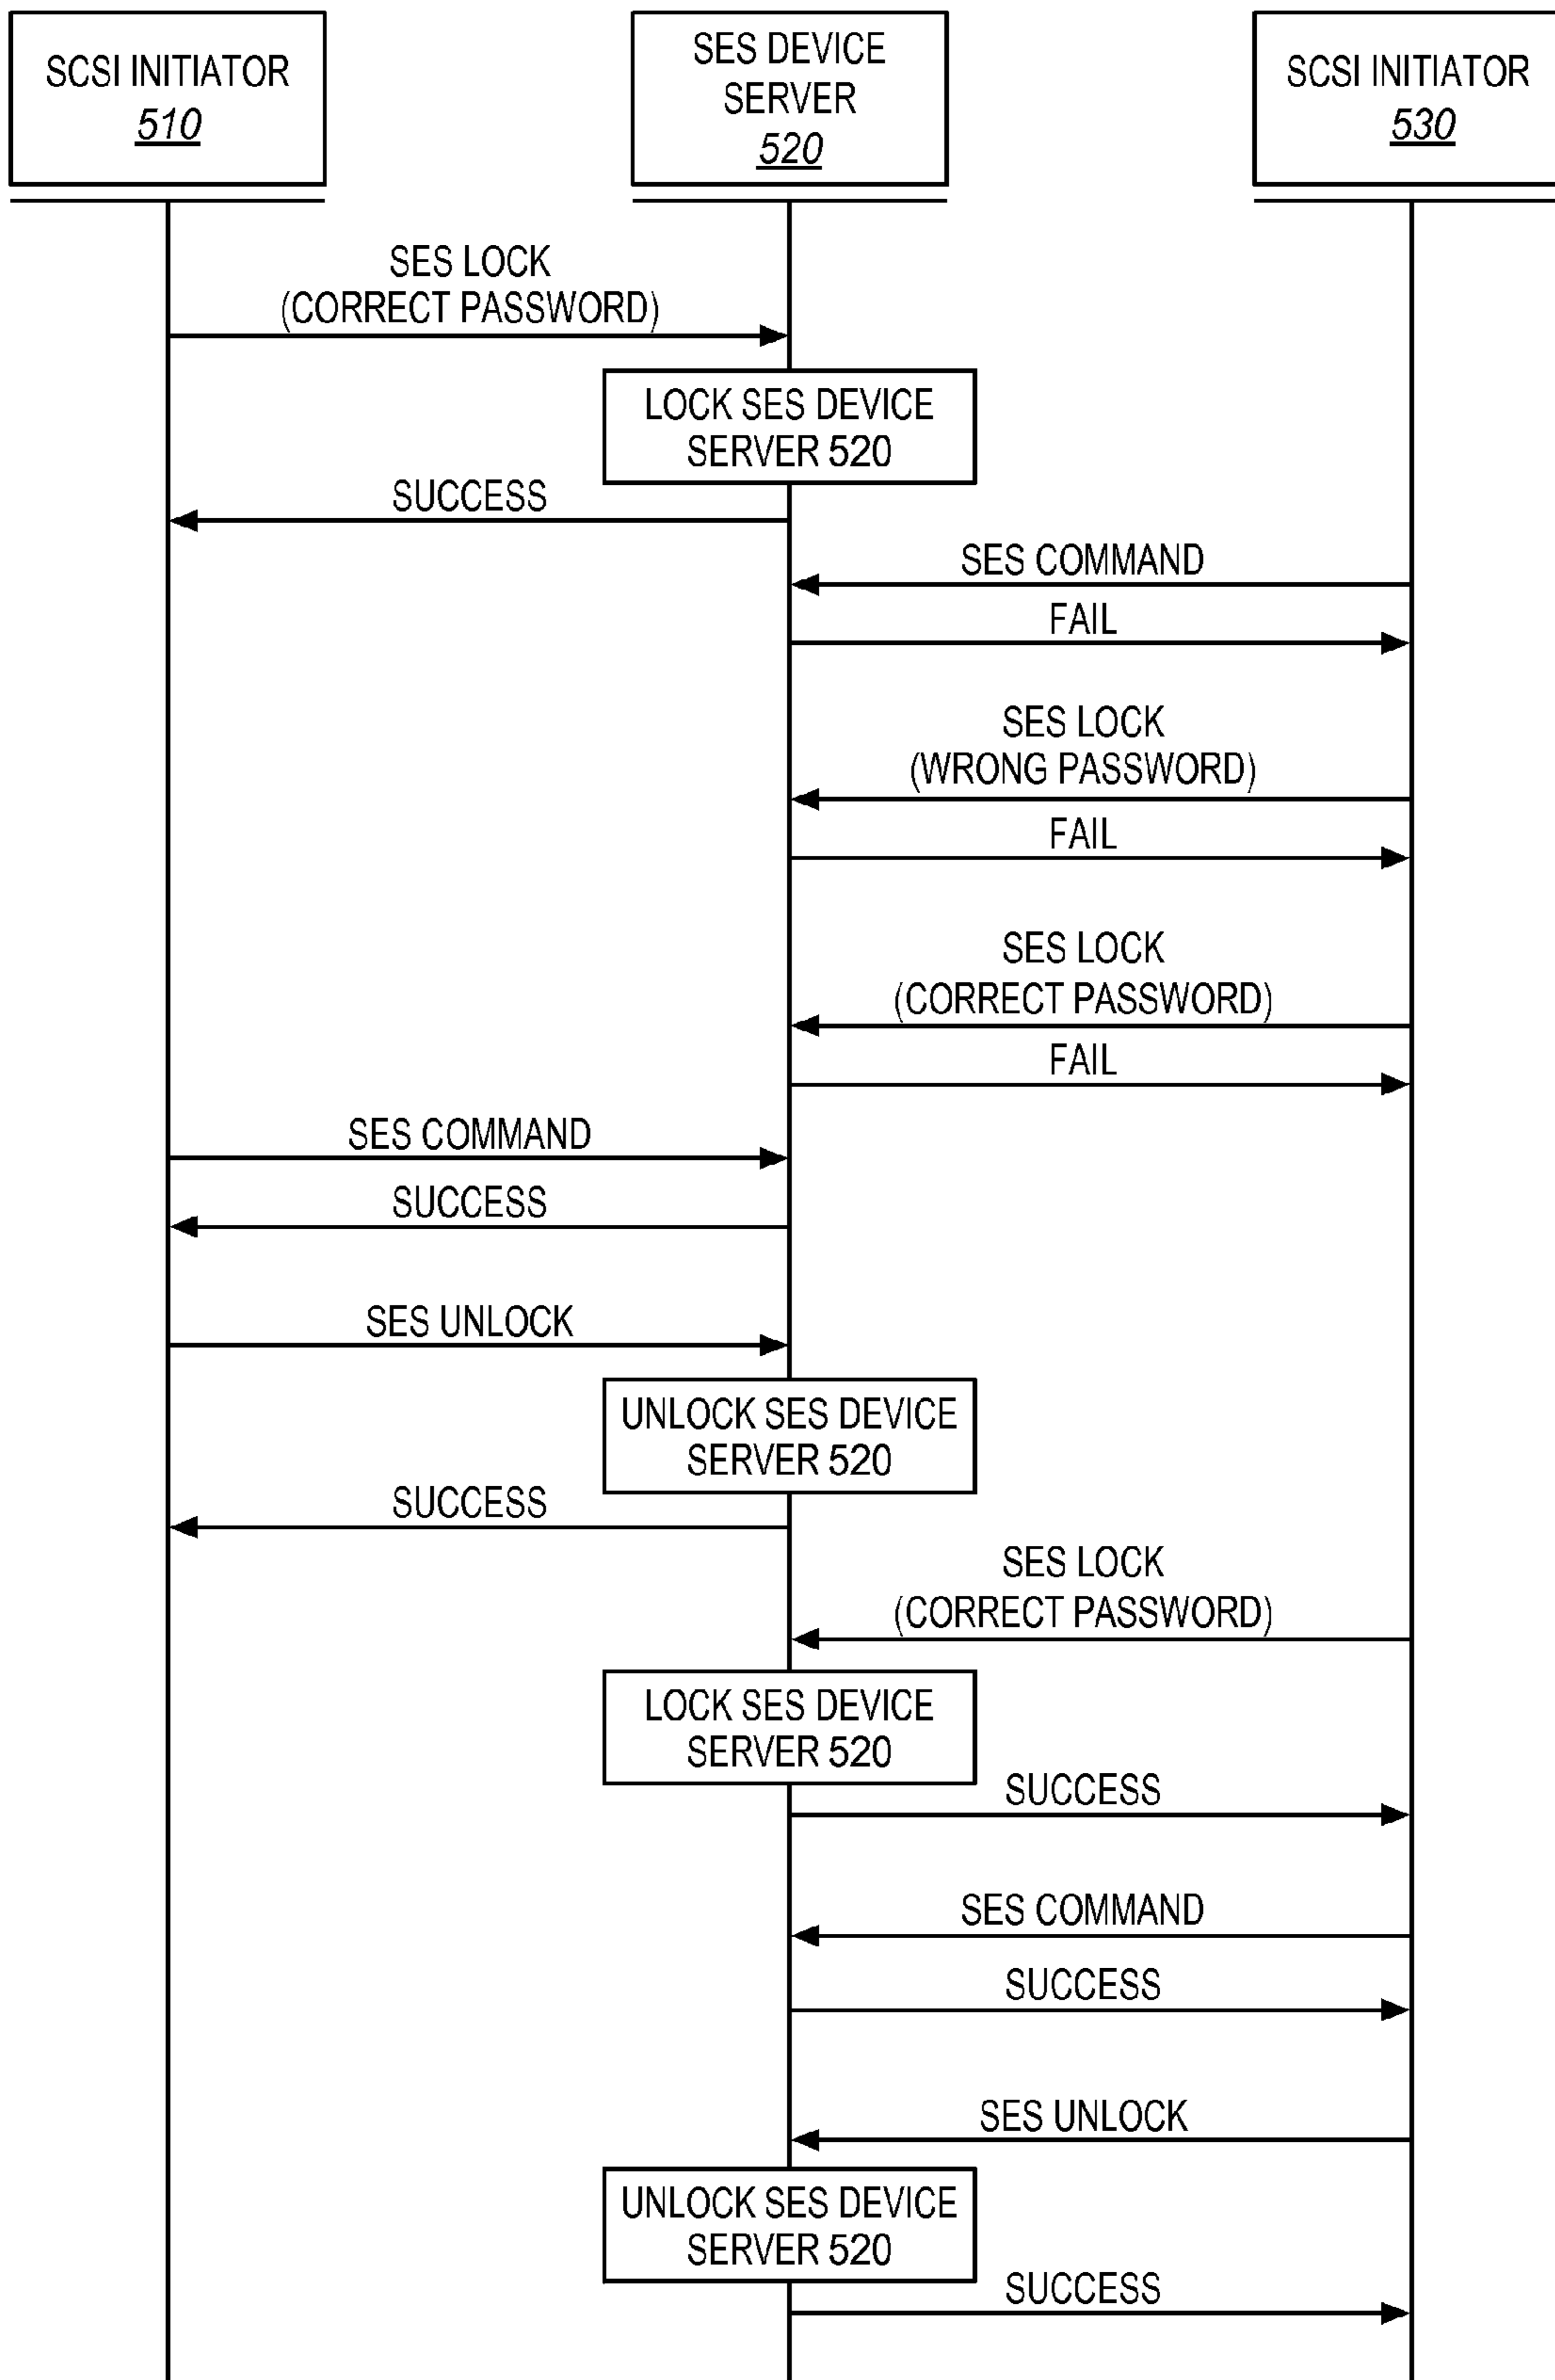 SCSI INITIATOR
510
SES DEVICE
SERVER
520
SCSI INITIATOR
530
SES LOCK
(CORRECT PASSWORD)
LOCK SES DEVICE
SERVER 520
SUCCESS
SES COMMAND
FAIL
SES LOCK
(WRONG PASSWORD)
FAIL
SES LOCK
(CORRECT PASSWORD)
FAIL
SES COMMAND
SUCCESS
SES UNLOCK
UNLOCK SES DEVICE
SERVER 520
SUCCESS
SES LOCK
(CORRECT PASSWORD)
LOCK SES DEVICE
SERVER 520
SUCCESS
SES COMMAND
SUCCESS
SES UNLOCK
UNLOCK SES DEVICE
SERVER 520
SUCCESS